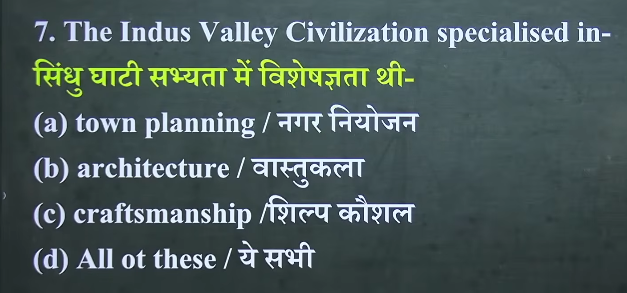 7. The Indus Valley Civilization specialised in-
सिंधु घाटी सभ्यता में विशेषज्ञता थी-
(a) town planning / नगर नियोजन
(b) architecture / वास्तुकला
(c) craftsmanship /शिल्प कौशल
(d) All ot these / ये सभी